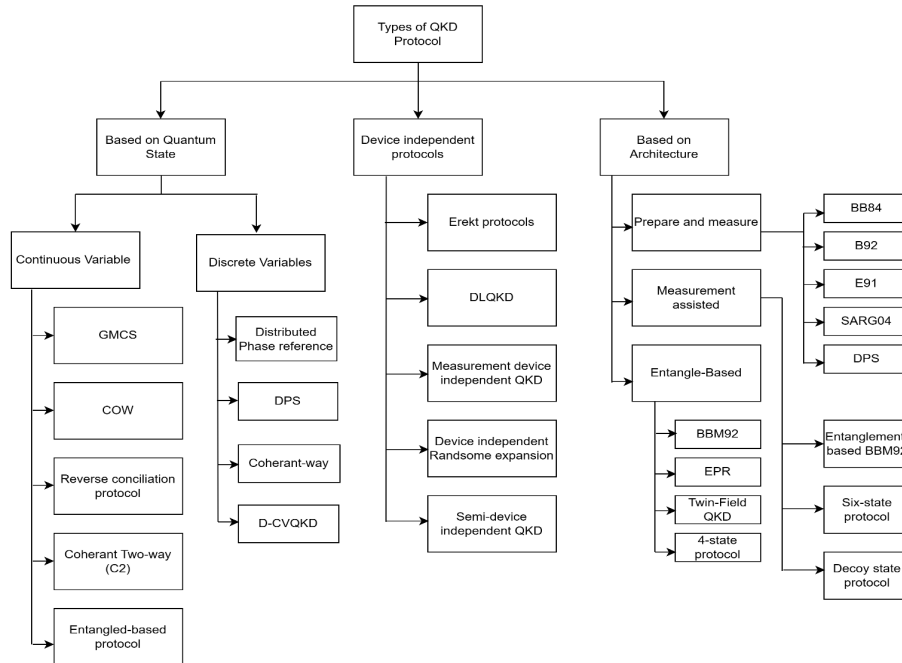 Types of QKD
Protocol
Based on Quantum
State
Device independent
protocols
Based on
Architecture
Continuous Variable
Discrete Variables
GMCS
COW
Reverse conciliation
protocol
Coherant Two-way
(C2)
Entangled-based
protocol
Distributed
Phase reference
DPS
Coherant-way
D-CVQKD
Erekt protocols
DLQKD
Measurement device
independent QKD
Device independent
Randsome expansion
Semi-device
independent QKD
Prepare and measure
Measurement
assisted
Entangle-Based
BBM92
EPR
Twin-Field
QKD
4-state
protocol
BB84
B92
E91
SARG04
DPS
Entanglement
based BBM92
Six-state
protocol
Decoy state
protocol